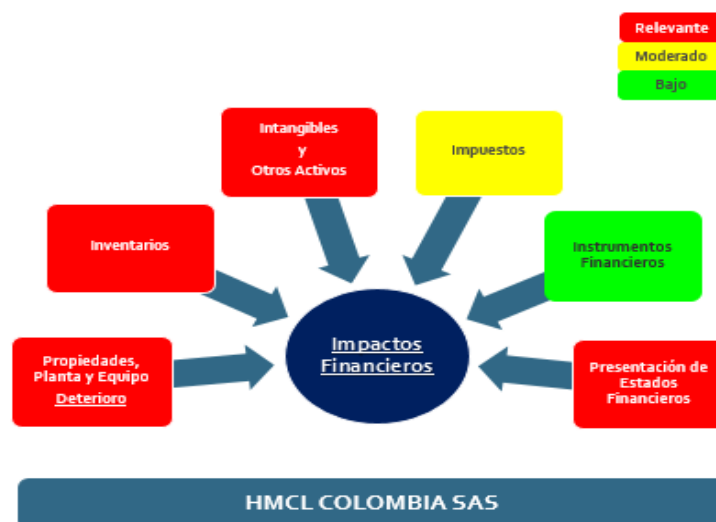 Relevante
Moderado
Bajo
Intangibles
y
Otros Activos
Impuestos
Inventarios
Instrumentos
Financieros
Impactos
Financieros
Propiedades,
Planta y Equipo
Deterioro
Presentación de
Estados
Financieros
HMCL COLOMBIA SAS